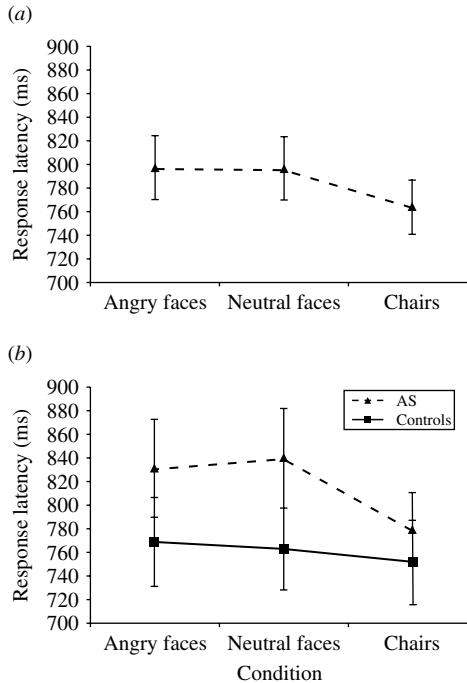 (a)
900
880
860
840
820
800
780
760
740
720
700
Response latency (ms)
Angry faces Neutral faces Chairs
(b)
900
880
860
840
820
800
780
760
740
720
700
Response latency (ms)
AS
Controls
Angry faces Neutral faces Chairs
Condition